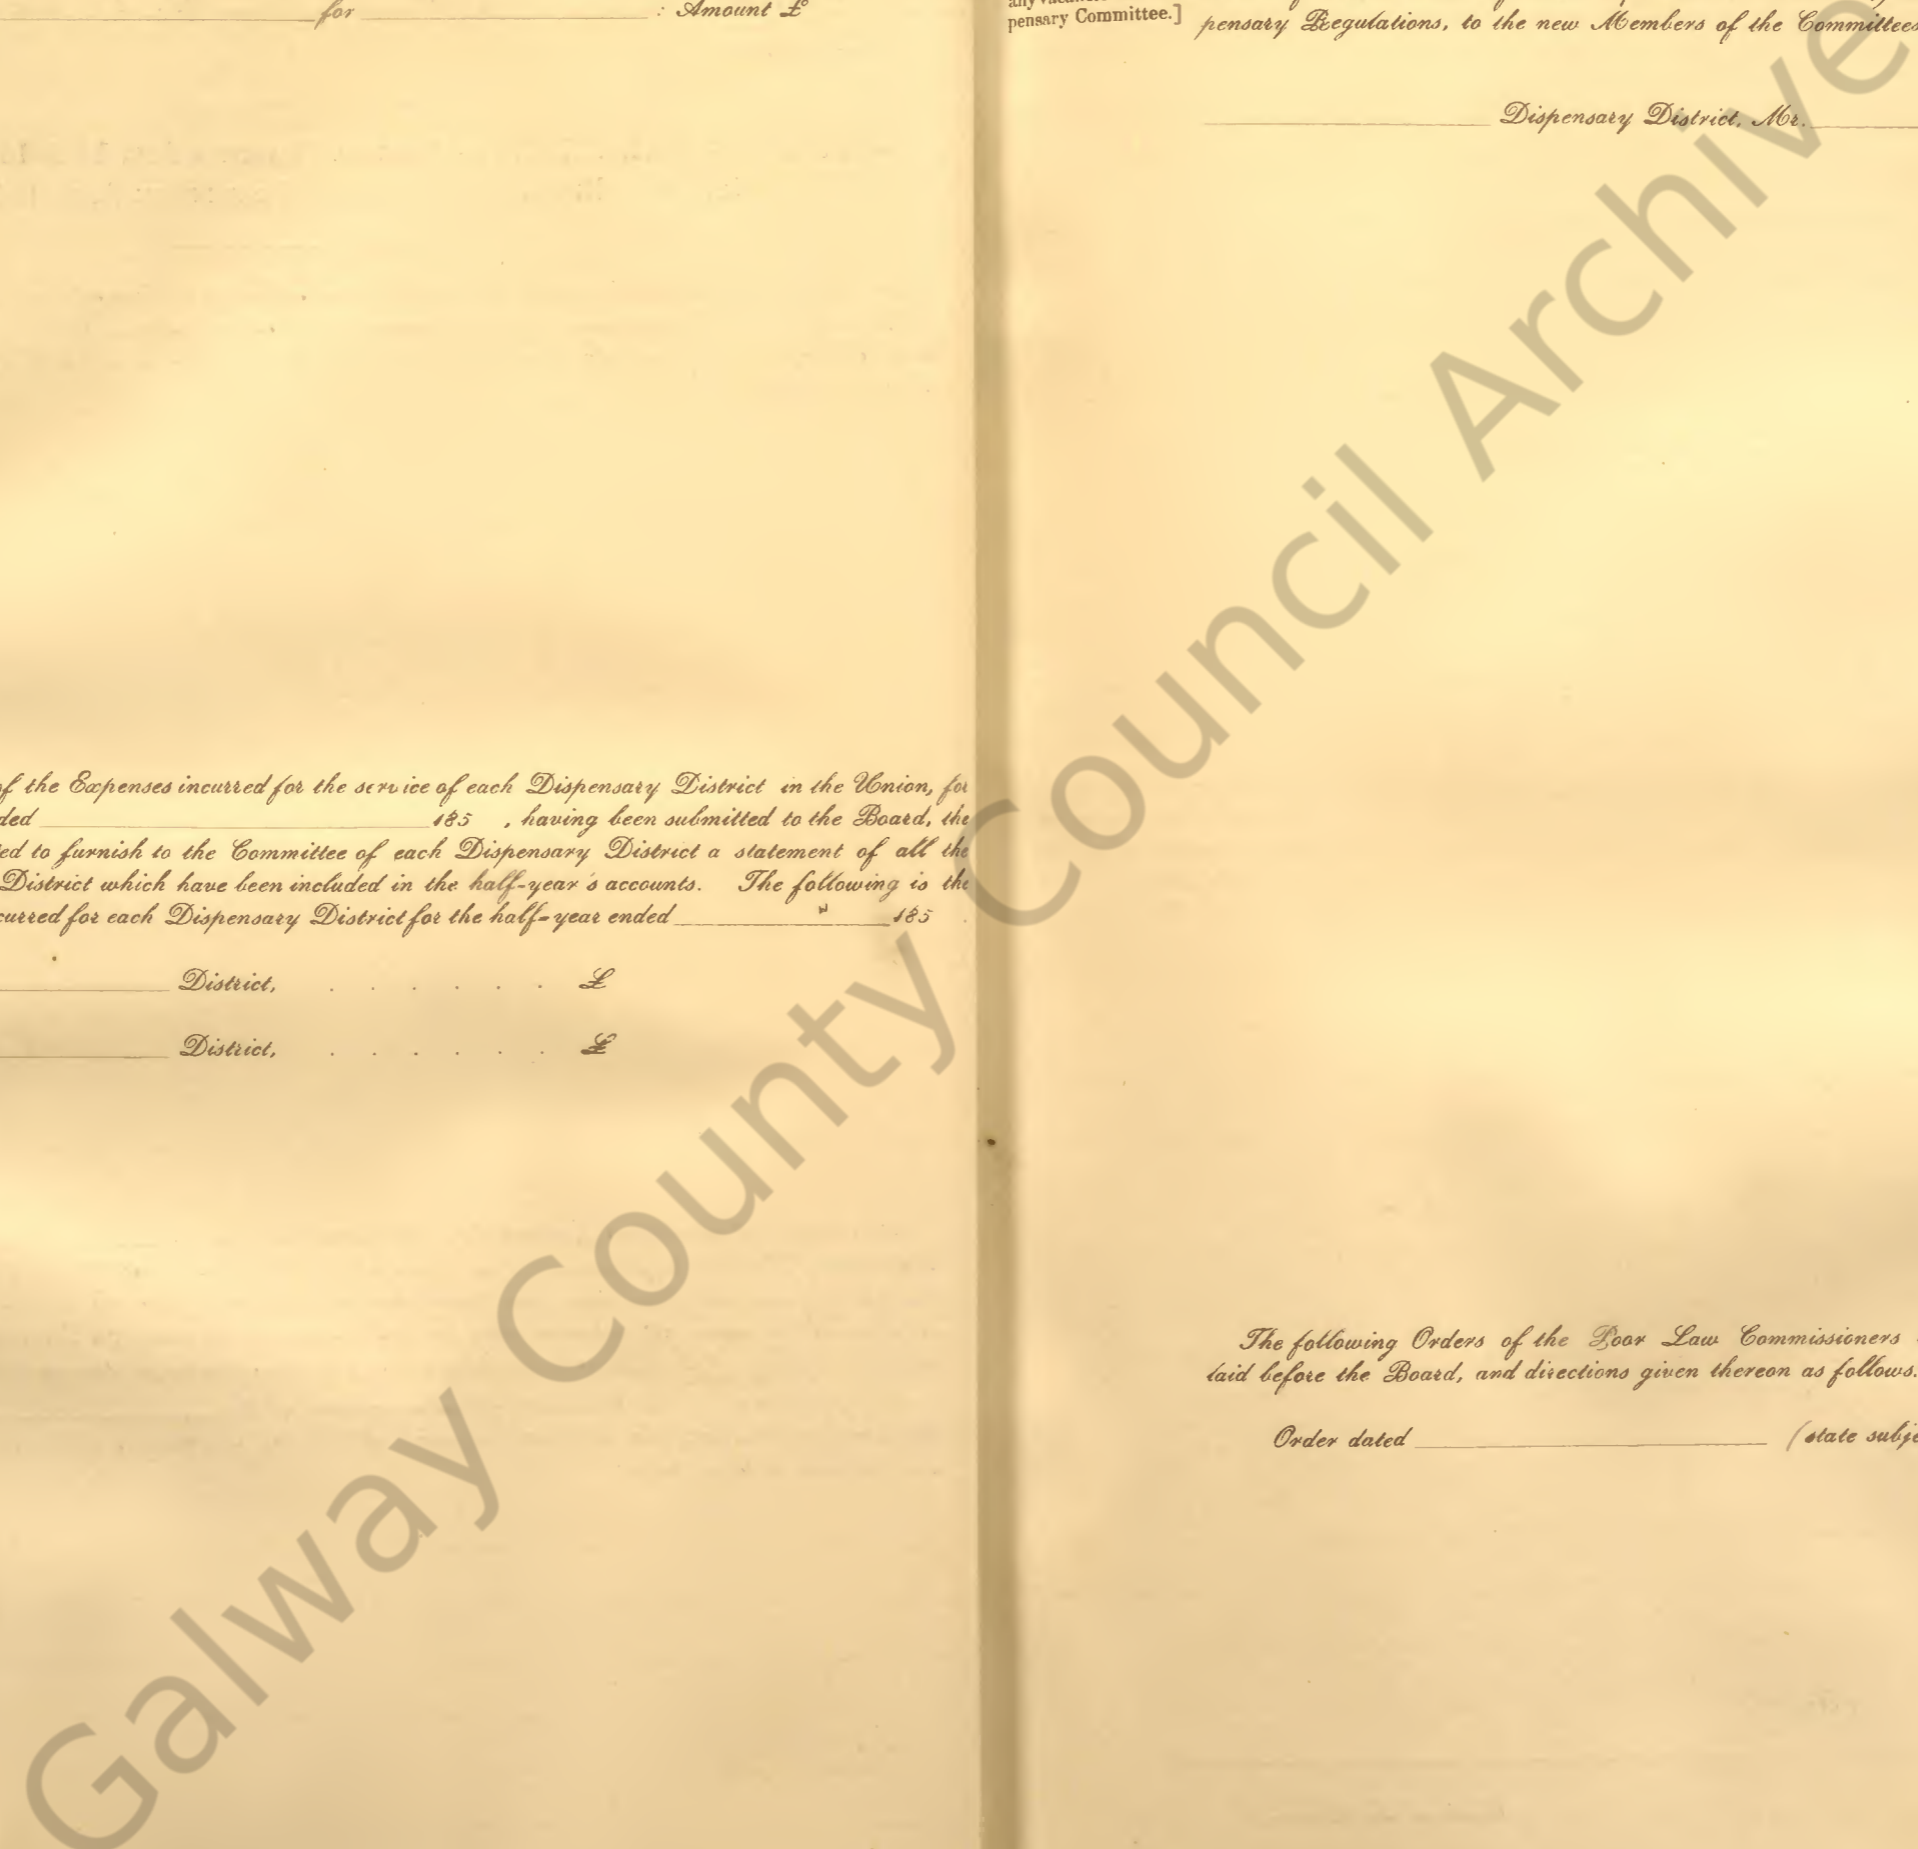 for : Amount £
of the Expenses incurred for the service of each Dispensary District in the Union, for
ded 185 , having been submitted to the Board, the
ed to furnish to the Committee of each Dispensary District a statement of all the
District which have been included in the half-year's accounts. The following is the
curred for each Dispensary District for the half-year ended 185 .
District, . . . . . . £
District, . . . . . . £
pensary Committee.]
pensary Regulations, to the new Members of the Committees
Dispensary District, Mr.
The following Orders of the Poor Law Commissioners
laid before the Board, and directions given thereon as follows.
Order dated (state subje
Galway County Council Archive